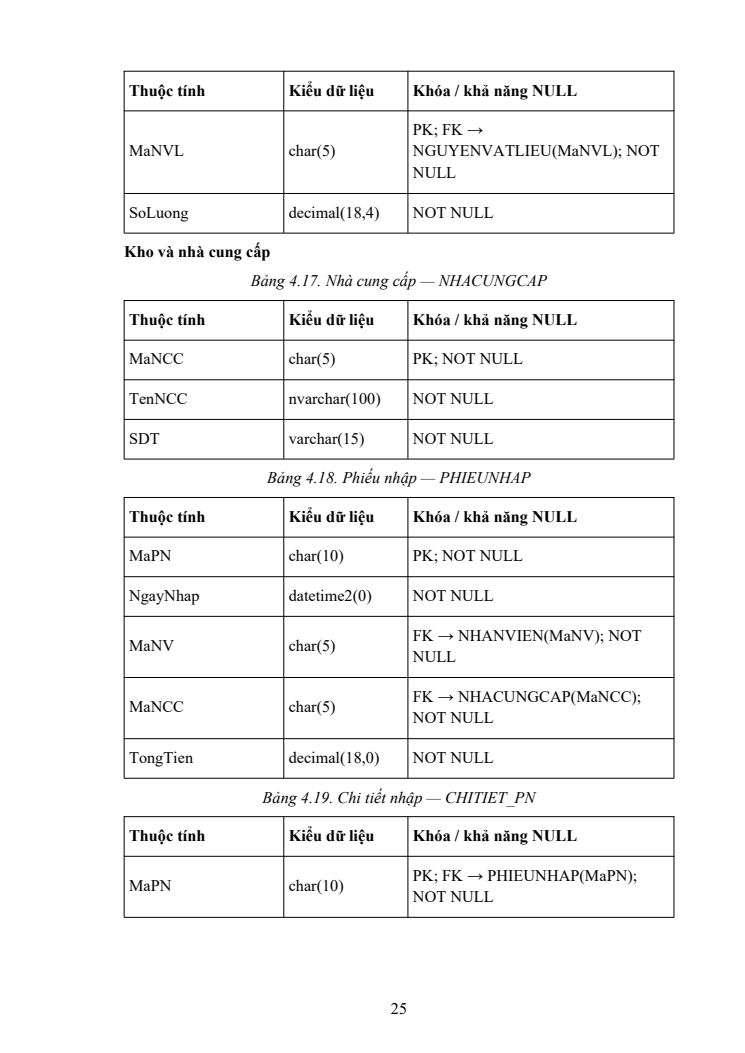 Thuộc tính Kiểu dữ liệu Khóa / khả năng NULL
MaNVL char(5) PK; FK → NGUYENVATLIEU(MaNVL); NOT NULL
SoLuong decimal(18,4) NOT NULL
Kho và nhà cung cấp
Bảng 4.17. Nhà cung cấp — NHACUNGCAP
Thuộc tính Kiểu dữ liệu Khóa / khả năng NULL
MaNCC char(5) PK; NOT NULL
TenNCC nvarchar(100) NOT NULL
SDT varchar(15) NOT NULL
Bảng 4.18. Phiếu nhập — PHIEUNHAP
Thuộc tính Kiểu dữ liệu Khóa / khả năng NULL
MaPN char(10) PK; NOT NULL
NgayNhap datetime2(0) NOT NULL
MaNV char(5) FK → NHANVIEN(MaNV); NOT NULL
MaNCC char(5) FK → NHACUNGCAP(MaNCC); NOT NULL
TongTien decimal(18,0) NOT NULL
Bảng 4.19. Chi tiết nhập — CHITIET_PN
Thuộc tính Kiểu dữ liệu Khóa / khả năng NULL
MaPN char(10) PK; FK → PHIEUNHAP(MaPN); NOT NULL
25